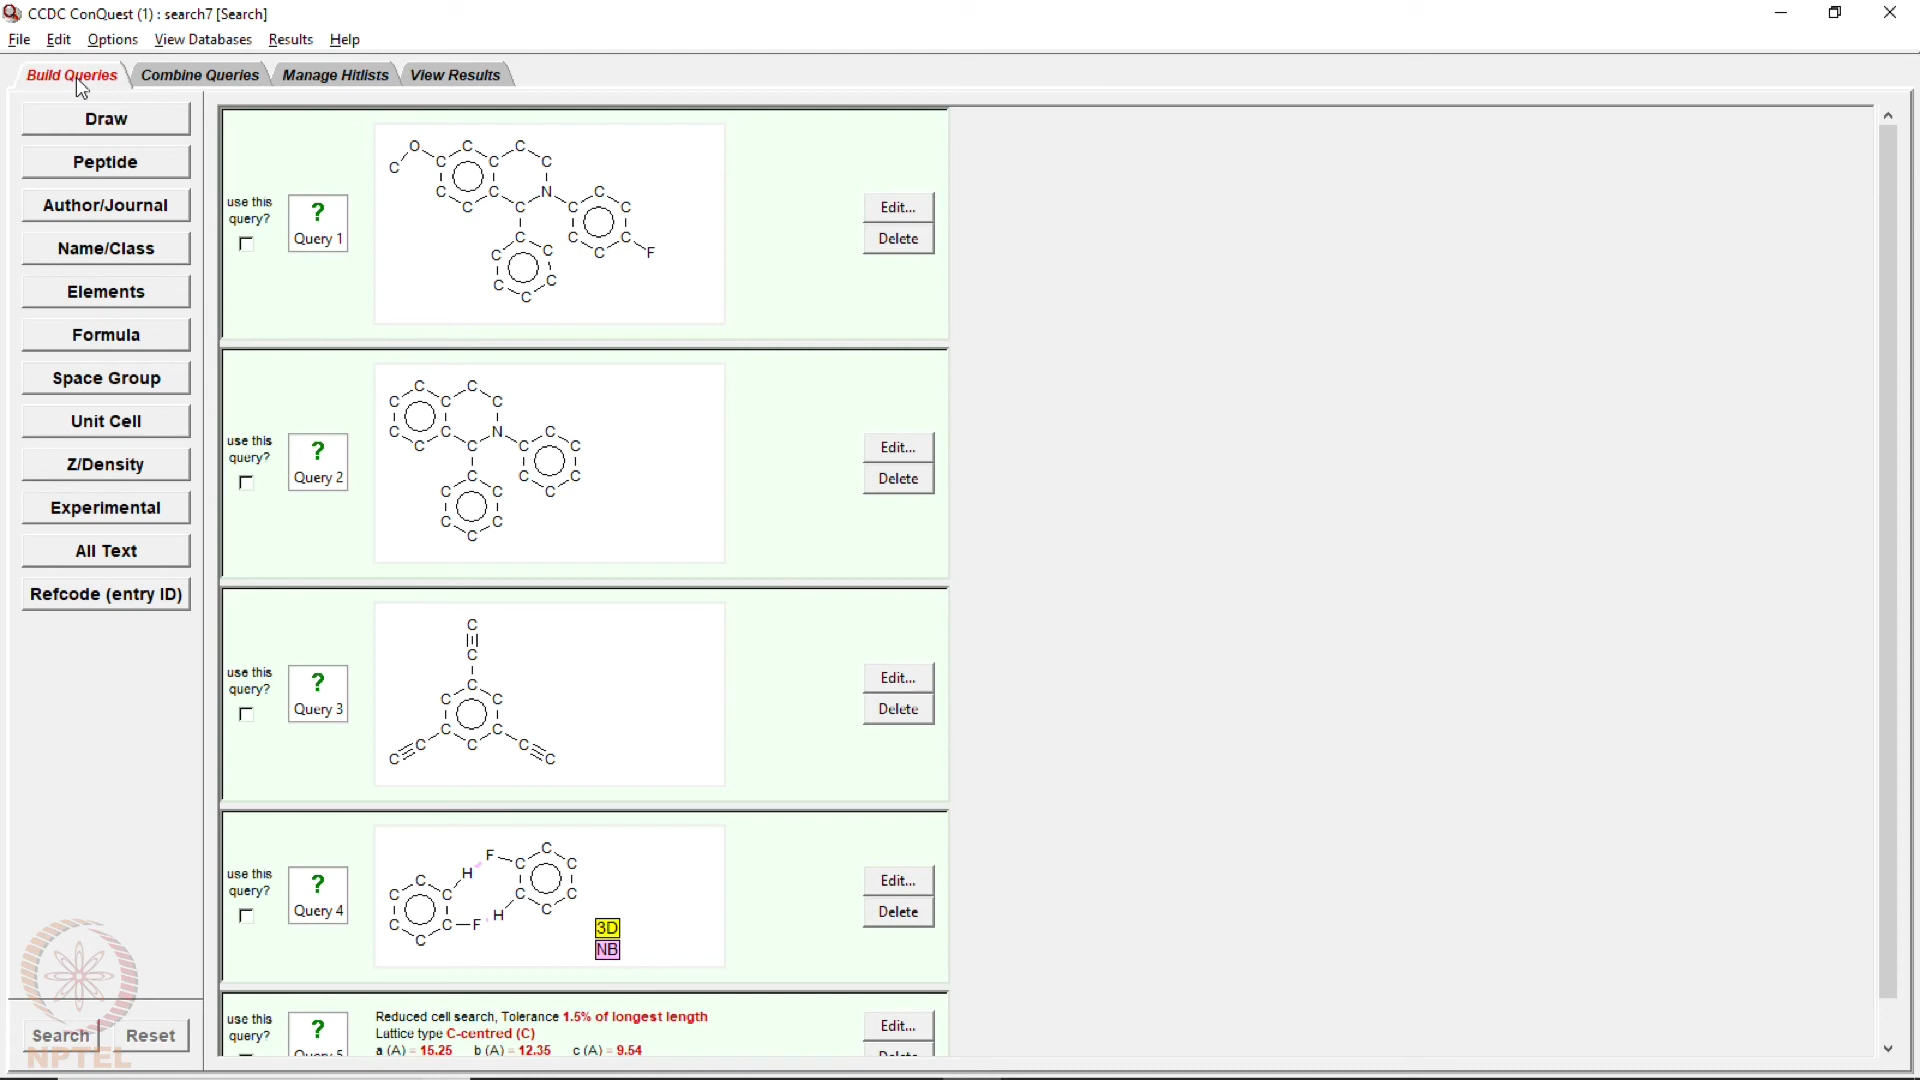 CCDC ConQuest (1) : search7 [Search]
File Edit Options View Databases Results Help
Build Queries Combine Queries Manage Hitlists View Results
Draw
Peptide
Author/Journal
Name/Class
Elements
Formula
Space Group
Unit Cell
Z/Density
Experimental
All Text
Refcode (entry ID)
Search Reset
NPTEL
use this
query?
?
Query 1
O C C
C C C C
C C N C
C C C C
C C C C
C C C F
C C
C
Edit...
Delete
use this
query?
?
Query 2
C C
C C C
C C N C
C C C C
C C C C
C C C
C C
C
Edit...
Delete
use this
query?
?
Query 3
C
C
C
C C
C C
C C C
C C
Edit...
Delete
use this
query?
?
Query 4
F C
H C C
C C C C
C C H C
C C F
C
3D
NB
Edit...
Delete
use this
query?
?
Query 5
Reduced cell search, Tolerance 1.5% of longest length
Lattice type C-centred (C)
a (A) = 15.25 b (A) = 12.35 c (A) = 9.54
Edit...
Delete